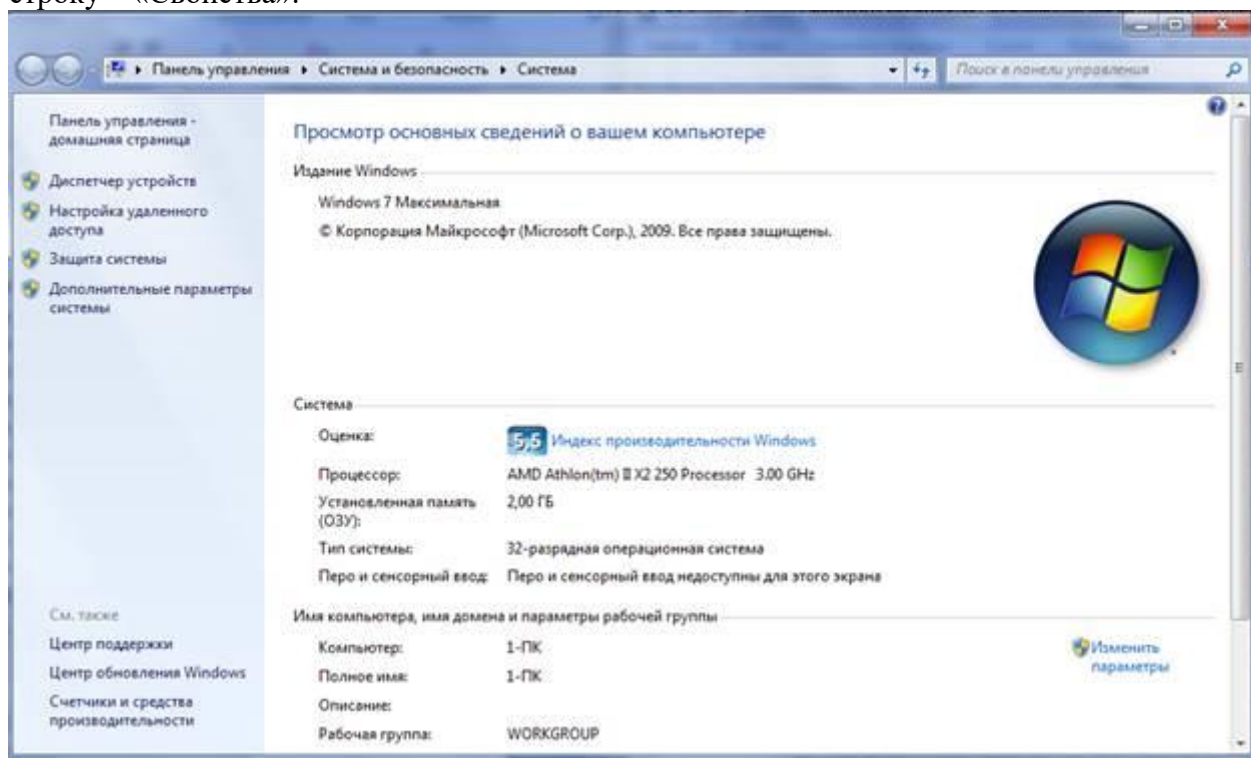 строку – «Свойства».
Панель управления ▸ Система и безопасность ▸ Система
Поиск в панели управления
Панель управления -
домашняя страница
Диспетчер устройств
Настройка удаленного
доступа
Защита системы
Дополнительные параметры
системы
См. также
Центр поддержки
Центр обновления Windows
Счетчики и средства
производительности
Просмотр основных сведений о вашем компьютере
Издание Windows
Windows 7 Максимальная
© Корпорация Майкрософт (Microsoft Corp.), 2009. Все права защищены.
Система
Оценка: 5,5 Индекс производительности Windows
Процессор: AMD Athlon(tm) II X2 250 Processor 3.00 GHz
Установленная память 2,00 ГБ
(ОЗУ):
Тип системы: 32-разрядная операционная система
Перо и сенсорный ввод: Перо и сенсорный ввод недоступны для этого экрана
Имя компьютера, имя домена и параметры рабочей группы
Компьютер: 1-ПК
Изменить
параметры
Полное имя: 1-ПК
Описание:
Рабочая группа: WORKGROUP